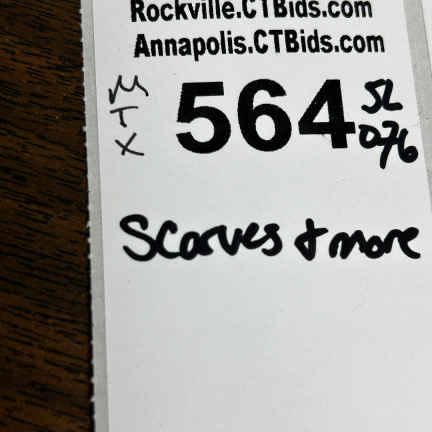 Rockville.CTBids.com
Annapolis.CTBids.com
564
SL
076
Scarves & more